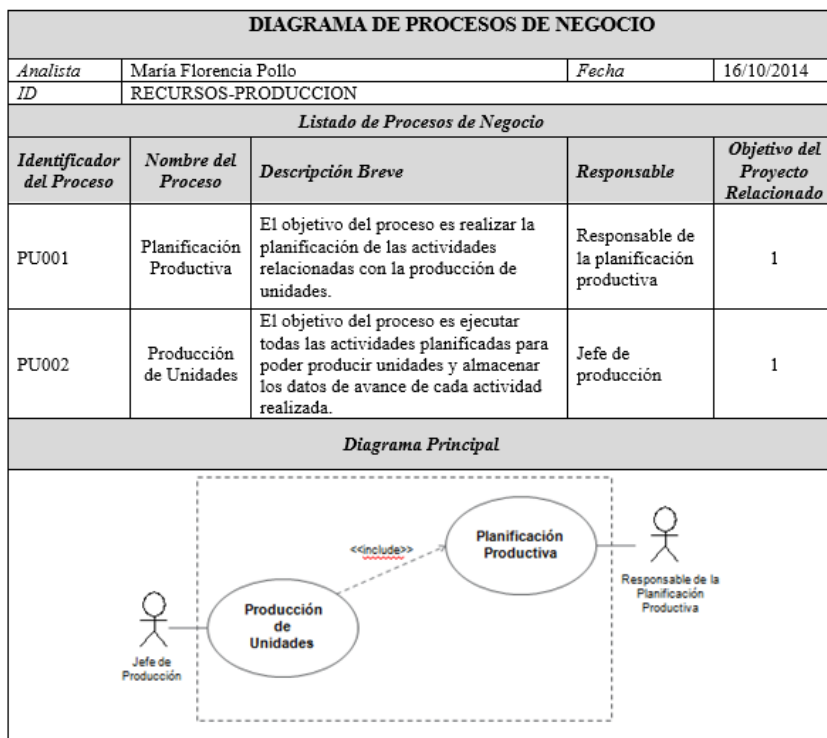 DIAGRAMA DE PROCESOS DE NEGOCIO
Analista María Florencia Pollo Fecha 16/10/2014
ID RECURSOS-PRODUCCION
Listado de Procesos de Negocio
Identificador del Proceso Nombre del Proceso Descripción Breve Responsable Objetivo del Proyecto Relacionado
PU001
Planificación
Productiva
El objetivo del proceso es realizar la
planificación de las actividades
relacionadas con la producción de
unidades.
Responsable de
la planificación
productiva
1
PU002
Producción
de Unidades
El objetivo del proceso es ejecutar
todas las actividades planificadas para
poder producir unidades y almacenar
los datos de avance de cada actividad
realizada.
Jefe de
producción
1
Diagrama Principal
<<include>>
Planificación
Productiva
Responsable de la
Planificación
Productiva
Producción
de
Unidades
Jefe de
Producción